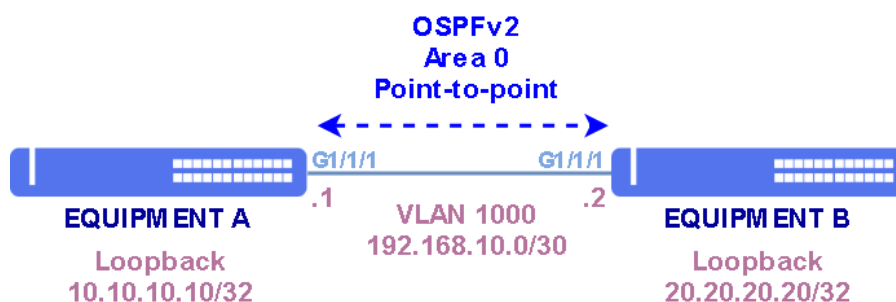 OSPFv2
Area 0
Point-to-point
G1/1/1
G1/1/1
.1
.2
EQUIPMENT A
VLAN 1000
EQUIPMENT B
192.168.10.0/30
Loopback
10.10.10.10/32
Loopback
20.20.20.20/32